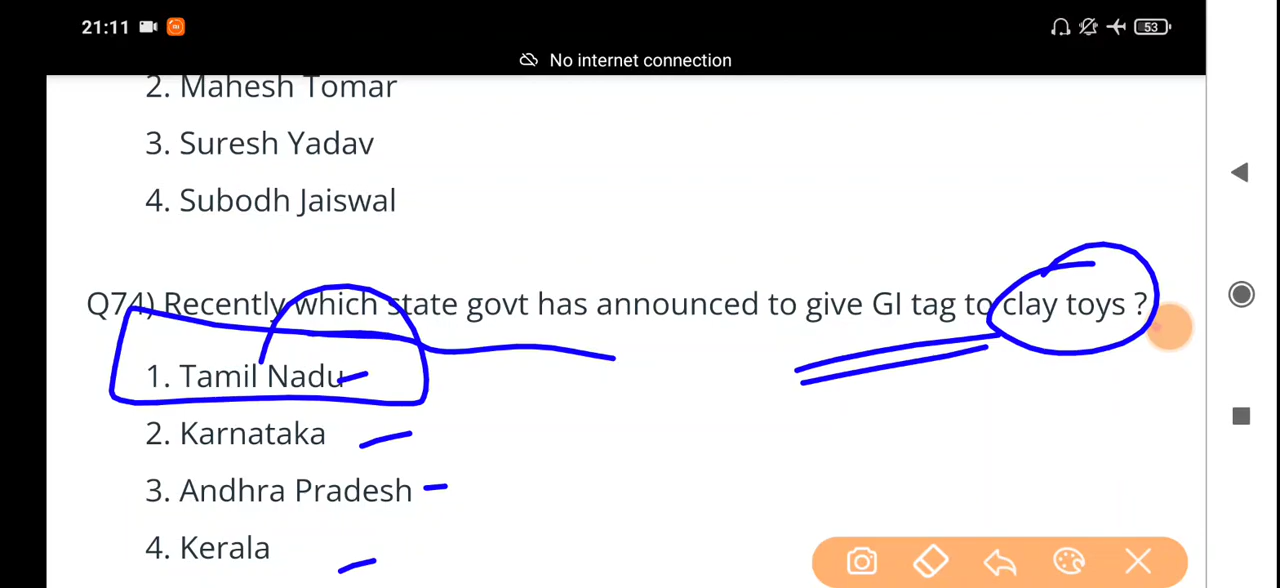 21:11
53
No internet connection
2. Mahesh Tomar
3. Suresh Yadav
4. Subodh Jaiswal
Q74) Recently which state govt has announced to give GI tag to clay toys ?
1. Tamil Nadu
2. Karnataka
3. Andhra Pradesh
4. Kerala